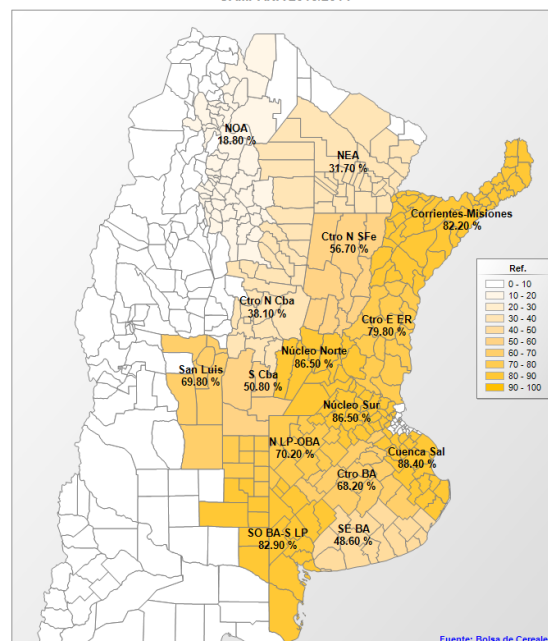 NOA
18.80 %
NEA
31.70 %
Corrientes-Misiones
82.20 %
Ctro N SFe
56.70 %
Ref.
0 - 10
10 - 20
20 - 30
30 - 40
40 - 50
50 - 60
60 - 70
70 - 80
80 - 90
90 - 100
Ctro N Cba
38.10 %
Ctro E ER
79.80 %
Núcleo Norte
86.50 %
San Luis
69.80 %
S Cba
50.80 %
Núcleo Sur
86.50 %
N LP-OBA
70.20 %
Cuenca Sal
88.40 %
Ctro BA
68.20 %
SO BA-S LP
82.90 %
SE BA
48.60 %
Fuente: Bolsa de Cereale